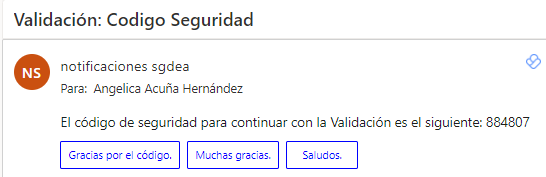 Validación: Codigo Seguridad
NS
notificaciones sgdea
Para: Angelica Acuña Hernández
El código de seguridad para continuar con la Validación es el siguiente: 884807
Gracias por el código. Muchas gracias. Saludos.